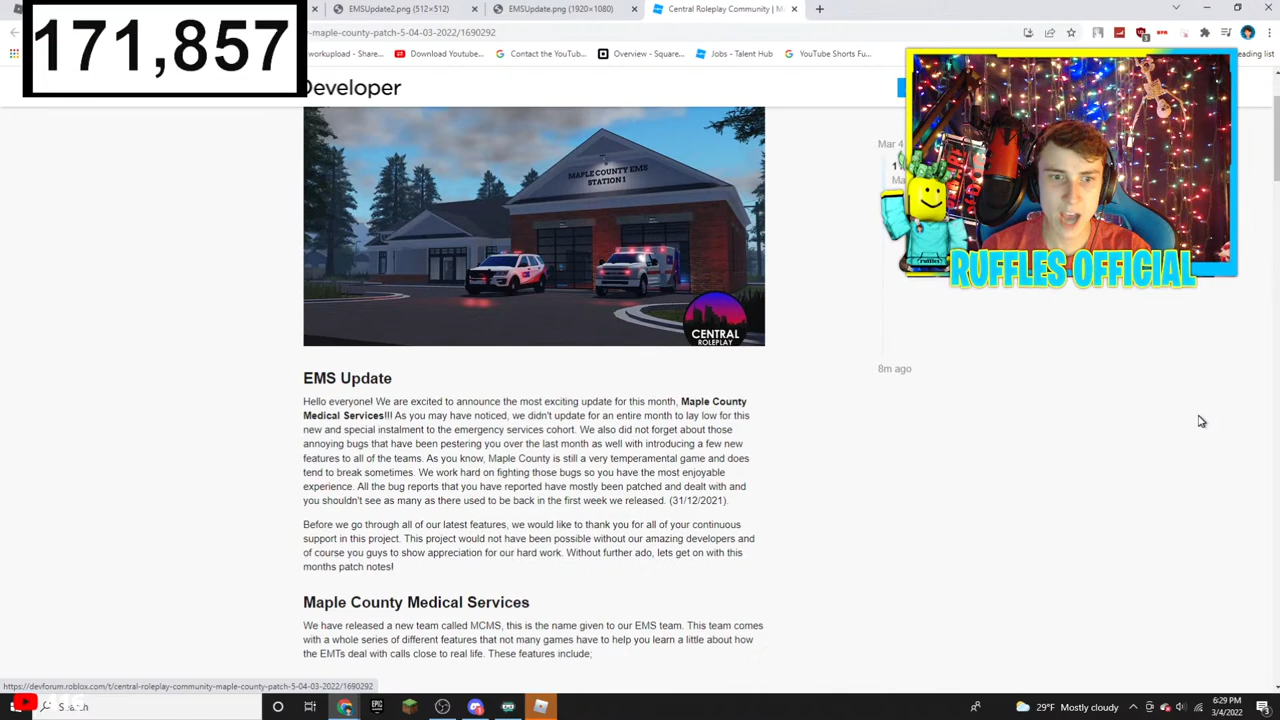 171,857
EMSUpdate2.png (512×512)
EMSUpdate.png (1920×1080)
Central Roleplay Community | M
-maple-county-patch-5-04-03-2022/1690292
workupload - Share...
Download Youtube...
Contact the YouTub...
Overview - Square...
Jobs - Talent Hub
YouTube Shorts Fu...
eading list
Developer
MAPLE COUNTY EMS
STATION 1
CENTRAL
ROLEPLAY
Mar 4
1
Ma
8m ago
RUFFLES OFFICIAL
EMS Update
Hello everyone! We are excited to announce the most exciting update for this month, Maple County
Medical Services!!! As you may have noticed, we didn't update for an entire month to lay low for this
new and special instalment to the emergency services cohort. We also did not forget about those
annoying bugs that have been pestering you over the last month as well with introducing a few new
features to all of the teams. As you know, Maple County is still a very temperamental game and does
tend to break sometimes. We work hard on fighting those bugs so you have the most enjoyable
experience. All the bug reports that you have reported have mostly been patched and dealt with and
you shouldn't see as many as there used to be back in the first week we released. (31/12/2021).
Before we go through all of our latest features, we would like to thank you for all of your continuous
support in this project. This project would not have been possible without our amazing developers and
of course you guys to show appreciation for our hard work. Without further ado, lets get on with this
months patch notes!
Maple County Medical Services
We have released a new team called MCMS, this is the name given to our EMS team. This team comes
with a whole series of different features that not many games have to help you learn a little about how
the EMTs deal with calls close to real life. These features include;
https://devforum.roblox.com/t/central-roleplay-community-maple-county-patch-5-04-03-2022/1690292
Search
EPIC
29°F Mostly cloudy
6:29 PM
3/4/2022